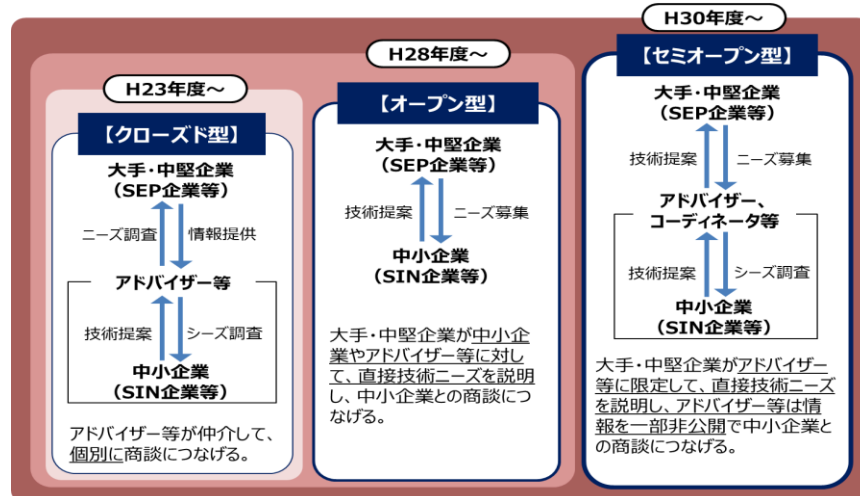 H23年度～
【クローズド型】
大手・中堅企業
（SEP企業等）
ニーズ調査
情報提供
アドバイザー等
技術提案
シーズ調査
中小企業
（SIN企業等）
アドバイザー等が仲介して、
個別に商談につなげる。
H28年度～
【オープン型】
大手・中堅企業
（SEP企業等）
技術提案
ニーズ募集
中小企業
（SIN企業等）
大手・中堅企業が中小企
業やアドバイザー等に対し
て、直接技術ニーズを説明
し、中小企業との商談につ
なげる。
H30年度～
【セミオープン型】
大手・中堅企業
（SEP企業等）
技術提案
ニーズ募集
アドバイザー、
コーディネータ等
技術提案
シーズ調査
中小企業
（SIN企業等）
大手・中堅企業がアドバイザー
等に限定して、直接技術ニーズ
を説明し、アドバイザー等は情
報を一部非公開で中小企業と
の商談につなげる。